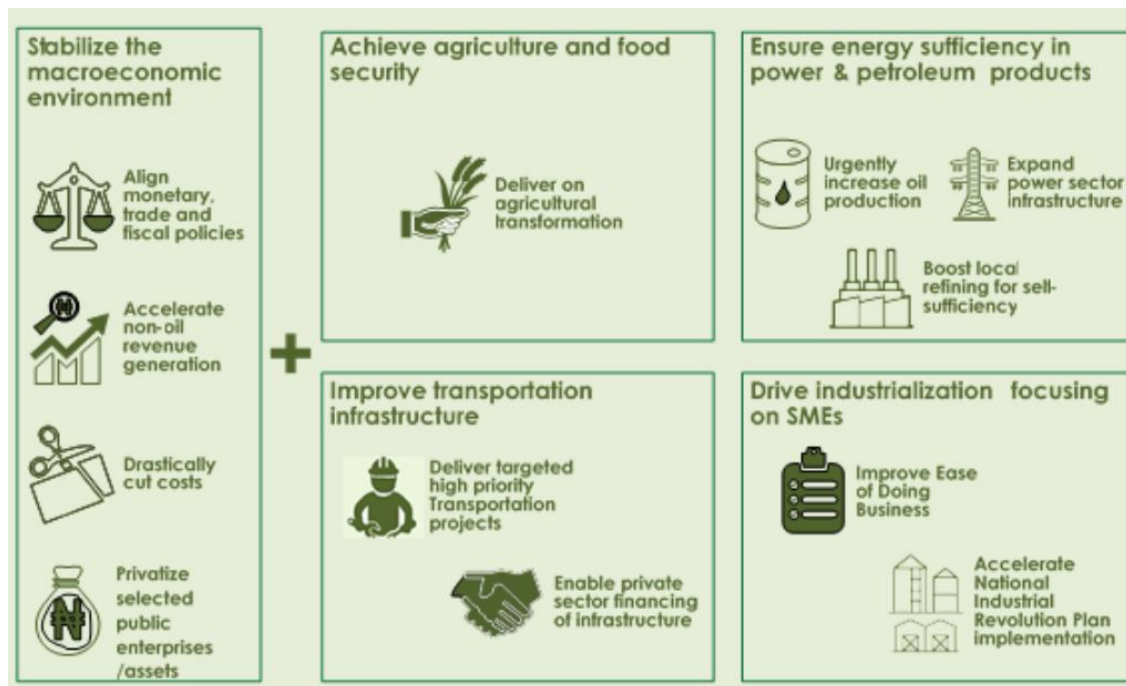 Stabilize the
macroeconomic
environment
Align
monetary,
trade and
fiscal policies
Accelerate
non-oil
revenue
generation
Drastically
cut costs
₦
Privatize
selected
public
enterprises
/assets
+
Achieve agriculture and food
security
Deliver on
agricultural
transformation
Ensure energy sufficiency in
power & petroleum products
Urgently
increase oil
production
Expand
power sector
infrastructure
Boost local
refining for sell-
sufficiency
Improve transportation
infrastructure
Deliver targeted
high priority
Transportation
projects
Enable private
sector financing
of infrastructure
Drive industrialization focusing
on SMEs
Improve Ease
of Doing
Business
Accelerate
National
Industrial
Revolution Plan
implementation